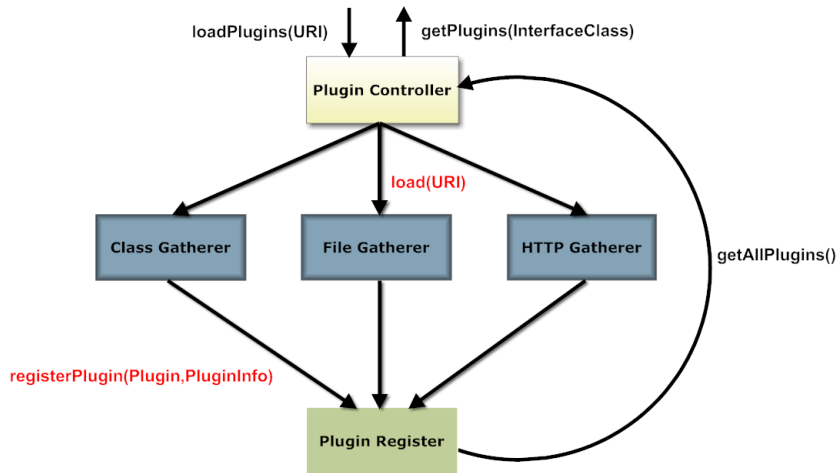 loadPlugins(URI)
getPlugins(InterfaceClass)
Plugin Controller
load(URI)
Class Gatherer
File Gatherer
HTTP Gatherer
getAllPlugins()
registerPlugin(Plugin,PluginInfo)
Plugin Register